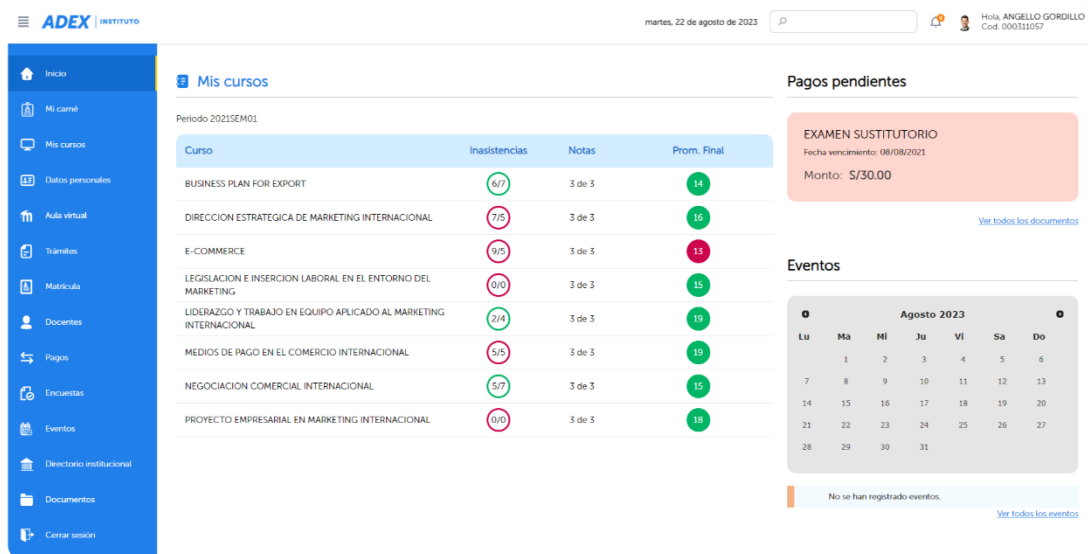 ADEX INSTITUTO
martes, 22 de agosto de 2023
Hola, ANGELLO GORDILLO
Cod. 000311057
Inicio
Mi carné
Mis cursos
Datos personales
Aula virtual
Trámites
Matrícula
Docentes
Pagos
Encuestas
Eventos
Directorio institucional
Documentos
Cerrar sesión
Mis cursos
Periodo 2021SEM01
Curso Inasistencias Notas Prom. Final
BUSINESS PLAN FOR EXPORT 6/7 3 de 3 14
DIRECCION ESTRATEGICA DE MARKETING INTERNACIONAL 7/5 3 de 3 16
E-COMMERCE 9/5 3 de 3 13
LEGISLACION E INSERCION LABORAL EN EL ENTORNO DEL
MARKETING 0/0 3 de 3 15
LIDERAZGO Y TRABAJO EN EQUIPO APLICADO AL MARKETING
INTERNACIONAL 2/4 3 de 3 19
MEDIOS DE PAGO EN EL COMERCIO INTERNACIONAL 5/5 3 de 3 19
NEGOCIACION COMERCIAL INTERNACIONAL 5/7 3 de 3 15
PROYECTO EMPRESARIAL EN MARKETING INTERNACIONAL 0/0 3 de 3 18
Pagos pendientes
EXAMEN SUSTITUTORIO
Fecha vencimiento: 08/08/2021
Monto: S/30.00
Ver todos los documentos
Eventos
Agosto 2023
Lu Ma Mi Ju Vi Sa Do
1 2 3 4 5 6
7 8 9 10 11 12 13
14 15 16 17 18 19 20
21 22 23 24 25 26 27
28 29 30 31
No se han registrado eventos.
Ver todos los eventos